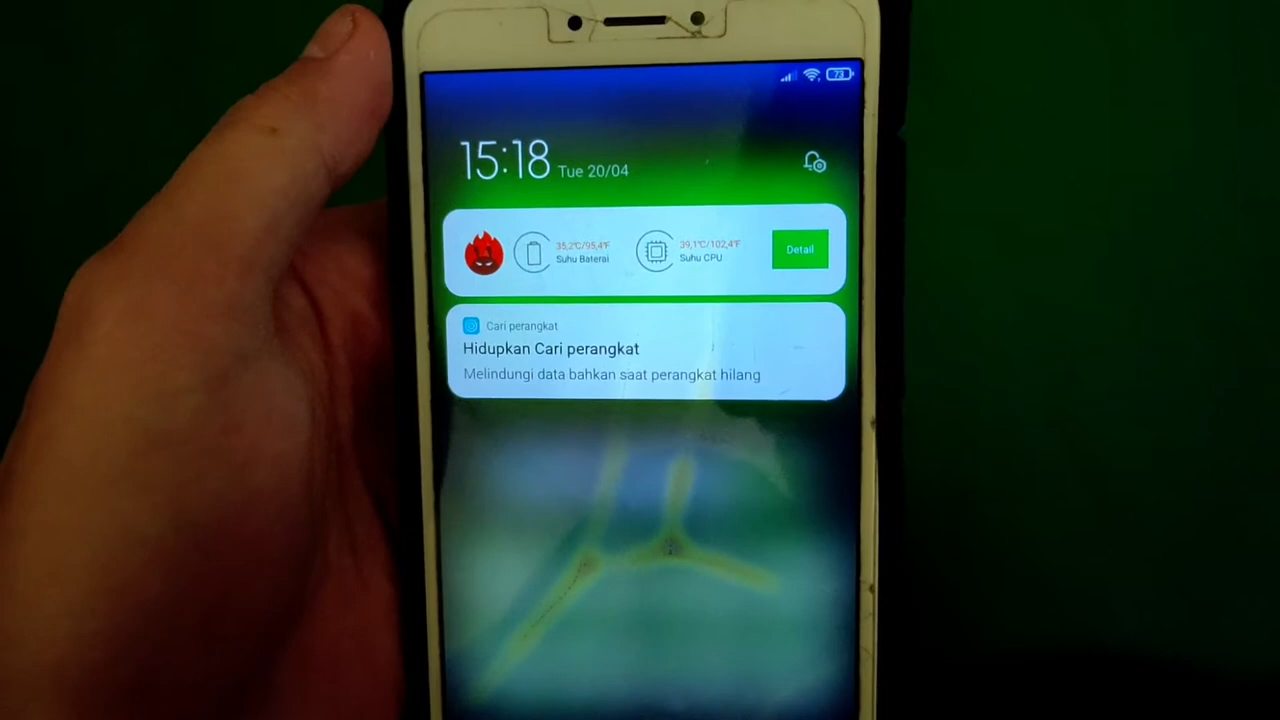 73
15:18 Tue 20/04
35,2°C/95,4°F
Suhu Baterai
39,1°C/102,4°F
Suhu CPU
Detail
Cari perangkat
Hidupkan Cari perangkat
Melindungi data bahkan saat perangkat hilang